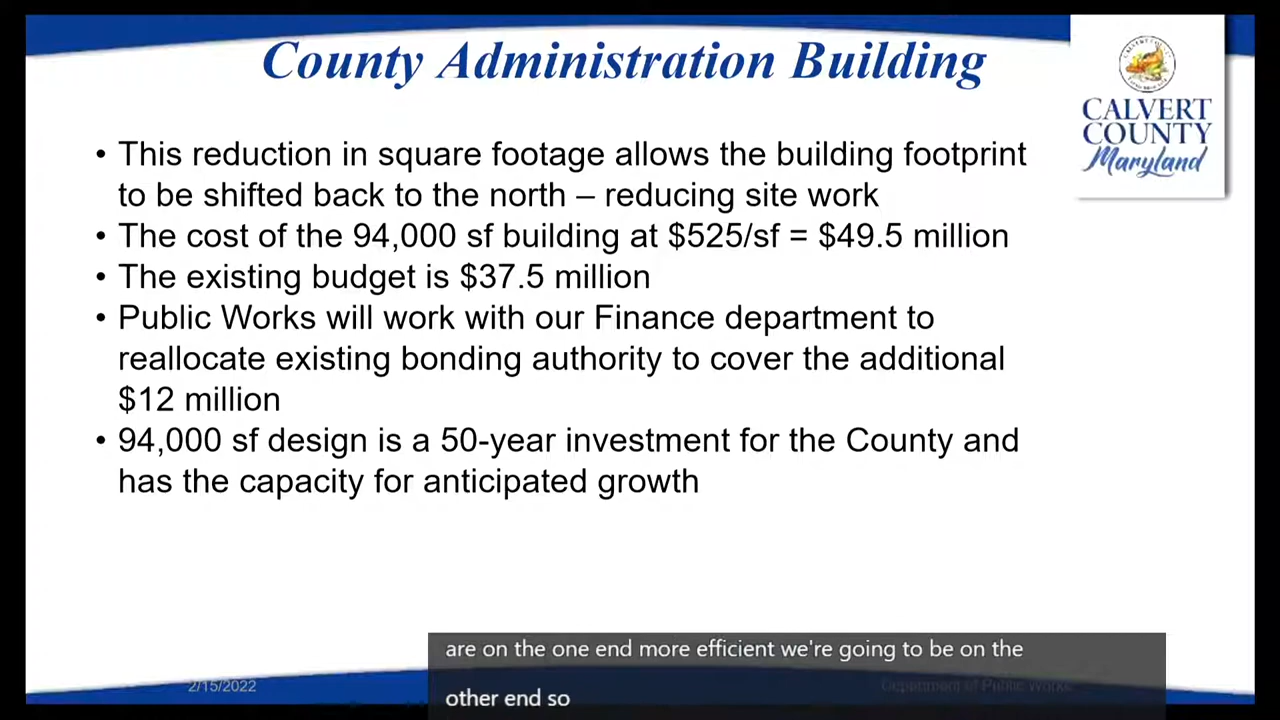 County Administration Building
CALVERT
COUNTY
Maryland
• This reduction in square footage allows the building footprint
to be shifted back to the north – reducing site work
• The cost of the 94,000 sf building at $525/sf = $49.5 million
• The existing budget is $37.5 million
• Public Works will work with our Finance department to
reallocate existing bonding authority to cover the additional
$12 million
• 94,000 sf design is a 50-year investment for the County and
has the capacity for anticipated growth
are on the one end more efficient we're going to be on the
other end so
2/15/2022
Department of Public Works